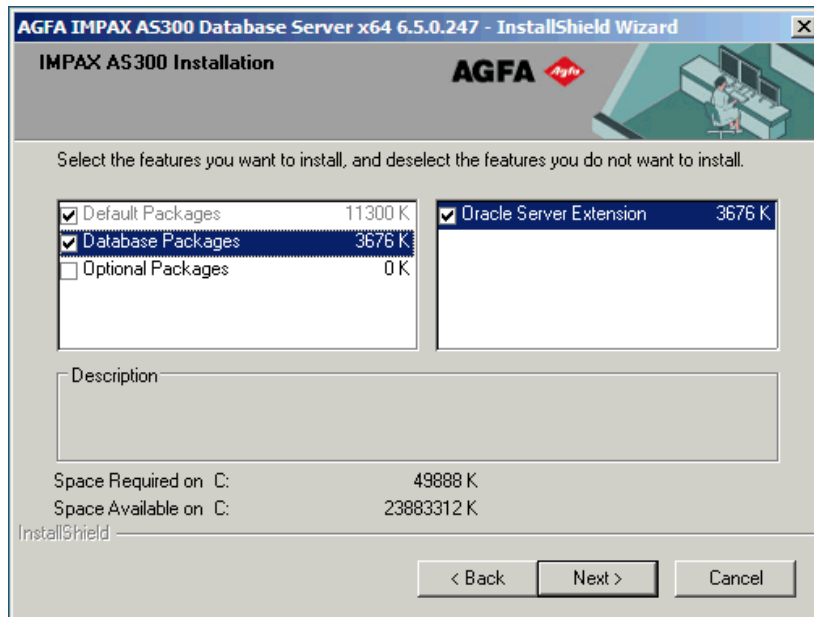 AGFA IMPAX AS300 Database Server x64 6.5.0.247 - InstallShield Wizard
IMPAX AS300 Installation
AGFA
Agfa
Select the features you want to install, and deselect the features you do not want to install.
Default Packages 11300 K
Database Packages 3676 K
Optional Packages 0 K
Oracle Server Extension 3676 K
Description
Space Required on C: 49888 K
Space Available on C: 23883312 K
InstallShield
< Back Next > Cancel